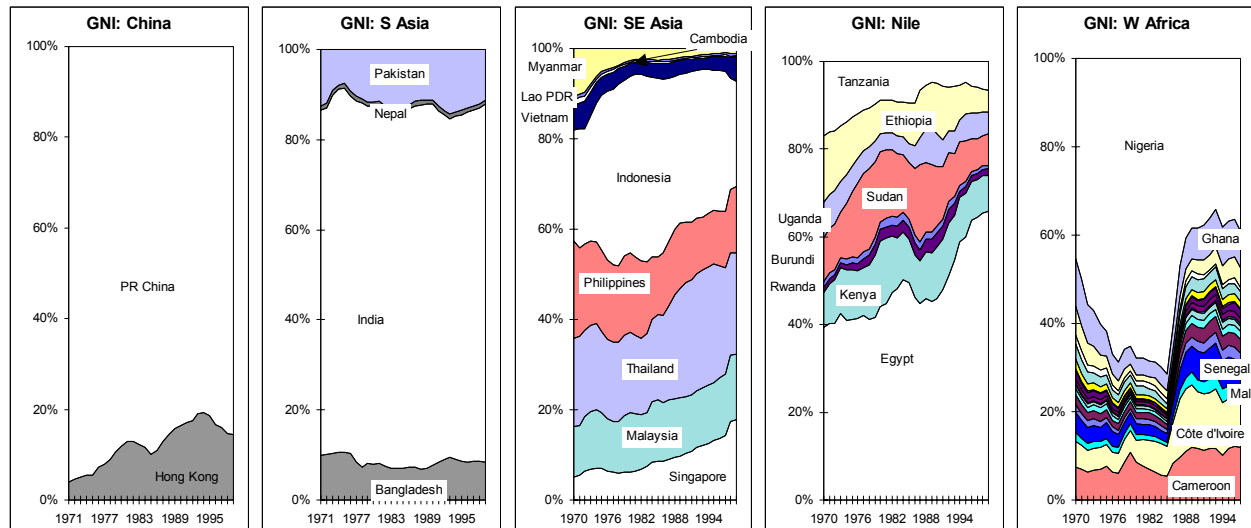 GNI: China
100%
80%
60%
40%
20%
0%
PR China
Hong Kong
1971 1977 1983 1989 1995
GNI: S Asia
100%
80%
60%
40%
20%
0%
Pakistan
Nepal
India
Bangladesh
1971 1977 1983 1989 1995
GNI: SE Asia
100%
80%
60%
40%
20%
0%
Cambodia
Myanmar
Lao PDR
Vietnam
Indonesia
Philippines
Thailand
Malaysia
Singapore
1970 1976 1982 1988 1994
GNI: Nile
100%
80%
60%
40%
20%
0%
Tanzania
Ethiopia
Sudan
Uganda
Burundi
Rwanda
Kenya
Egypt
1970 1976 1982 1988 1994
GNI: W Africa
100%
80%
60%
40%
20%
0%
Nigeria
Ghana
Senegal
Mal
Côte d'Ivoire
Cameroon
1970 1976 1982 1988 1994